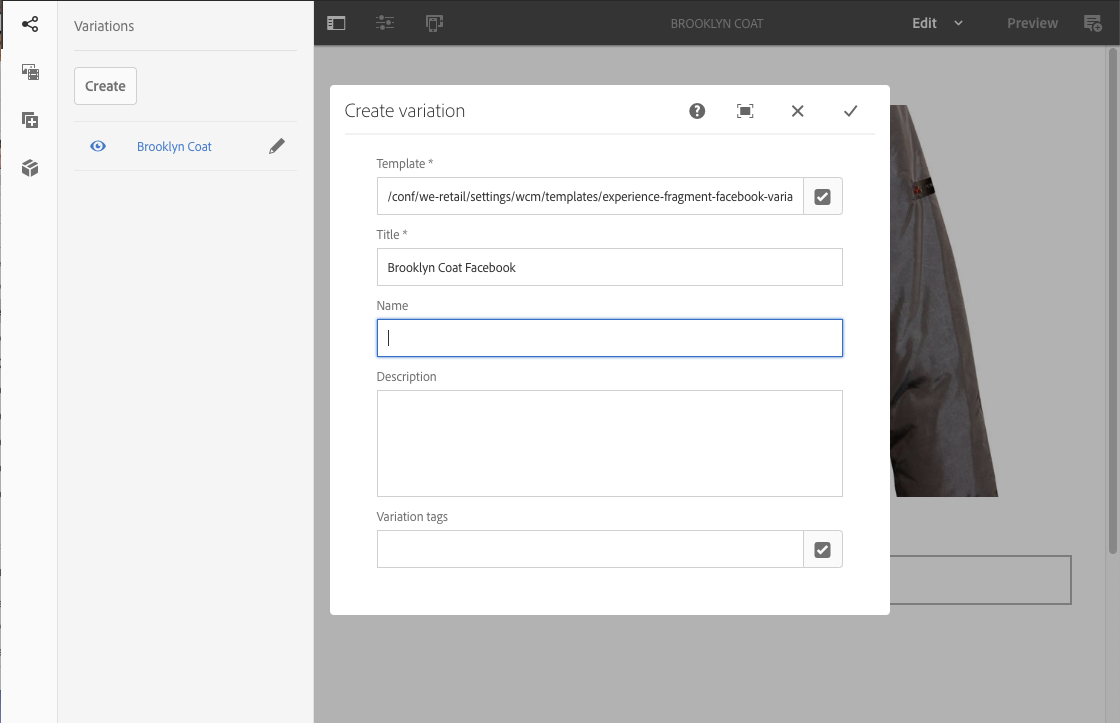 Variations
BROOKLYN COAT
Edit
Preview
Create
Brooklyn Coat
Create variation
Template *
/conf/we-retail/settings/wcm/templates/experience-fragment-facebook-varia
Title *
Brooklyn Coat Facebook
Name
Description
Variation tags